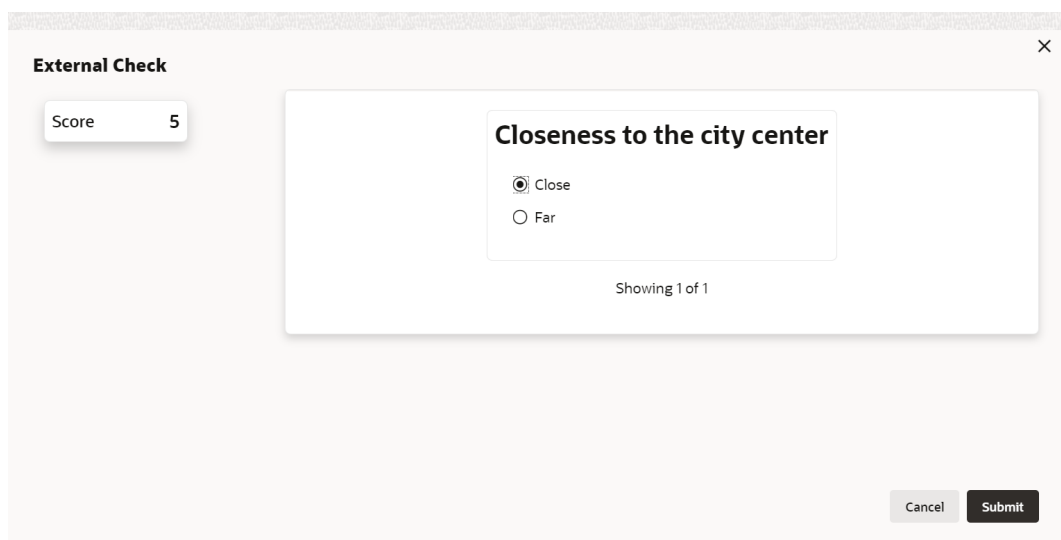 External Check
Score 5
Closeness to the city center
Close
Far
Showing 1 of 1
Cancel Submit